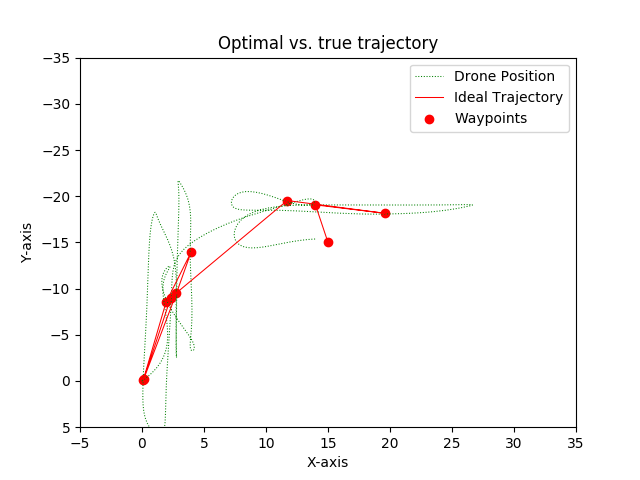 Optimal vs. true trajectory
Drone Position
Ideal Trajectory
Waypoints
Y-axis
−35
−30
−25
−20
−15
−10
−5
0
5
−5 0 5 10 15 20 25 30 35
X-axis